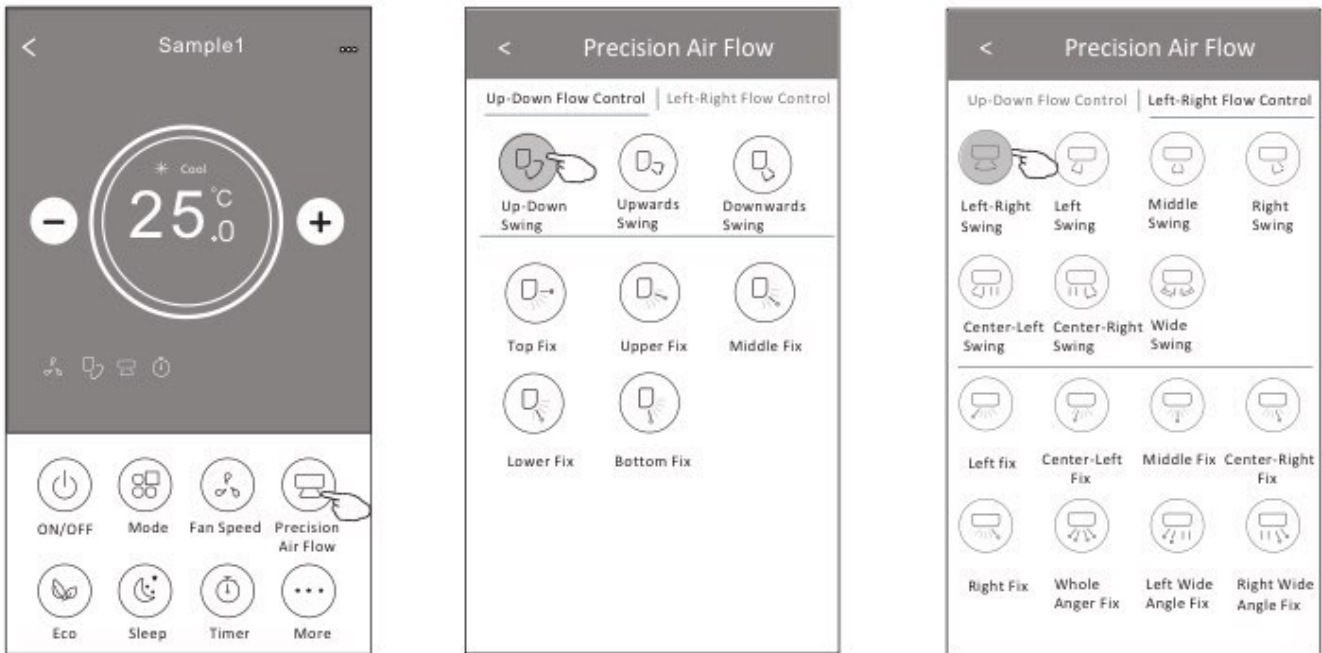 Sample1
Cool
25.0 °C
ON/OFF
Mode
Fan Speed
Precision
Air Flow
Eco
Sleep
Timer
More
Precision Air Flow
Up-Down Flow Control
Left-Right Flow Control
Up-Down
Swing
Upwards
Swing
Downwards
Swing
Top Fix
Upper Fix
Middle Fix
Lower Fix
Bottom Fix
Precision Air Flow
Up-Down Flow Control
Left-Right Flow Control
Left-Right
Swing
Left
Swing
Middle
Swing
Right
Swing
Center-Left
Swing
Center-Right
Swing
Wide
Swing
Left fix
Center-Left
Fix
Middle Fix
Center-Right
Fix
Right Fix
Whole
Anger Fix
Left Wide
Angle Fix
Right Wide
Angle Fix